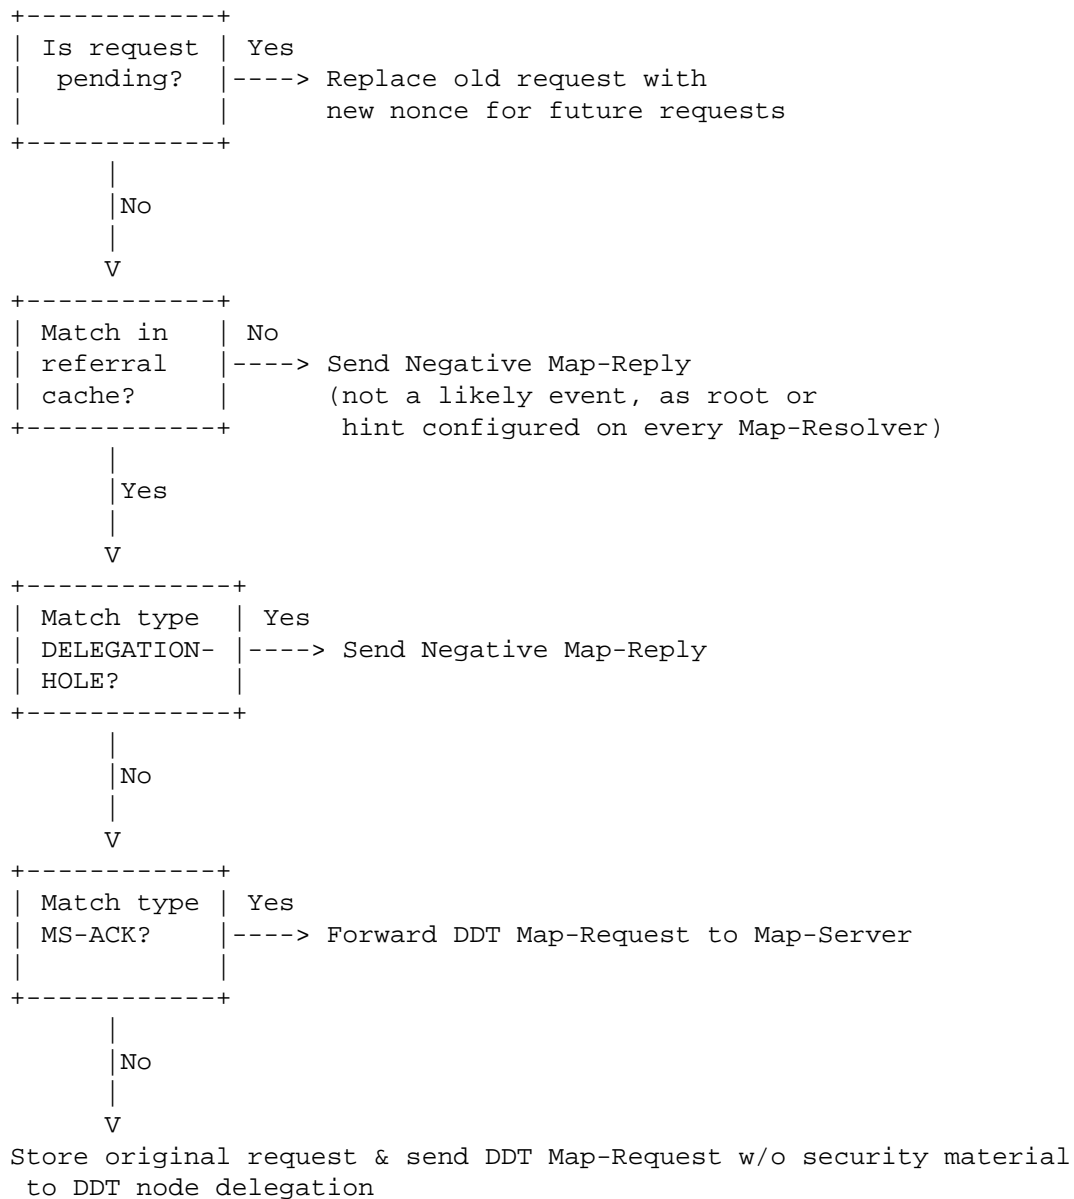 +------------+
| Is request | Yes
|  pending?  |----> Replace old request with
|            |      new nonce for future requests
+------------+
      |
      |No
      |
      V
+------------+
| Match in   | No
| referral   |----> Send Negative Map-Reply
| cache?     |      (not a likely event, as root or
+------------+       hint configured on every Map-Resolver)
      |
      |Yes
      |
      V
+-------------+
| Match type  | Yes
| DELEGATION- |----> Send Negative Map-Reply
| HOLE?       |
+-------------+
      |
      |No
      |
      V
+------------+
| Match type | Yes
| MS-ACK?    |----> Forward DDT Map-Request to Map-Server
|            |
+------------+
      |
      |No
      |
      V
Store original request & send DDT Map-Request w/o security material
 to DDT node delegation